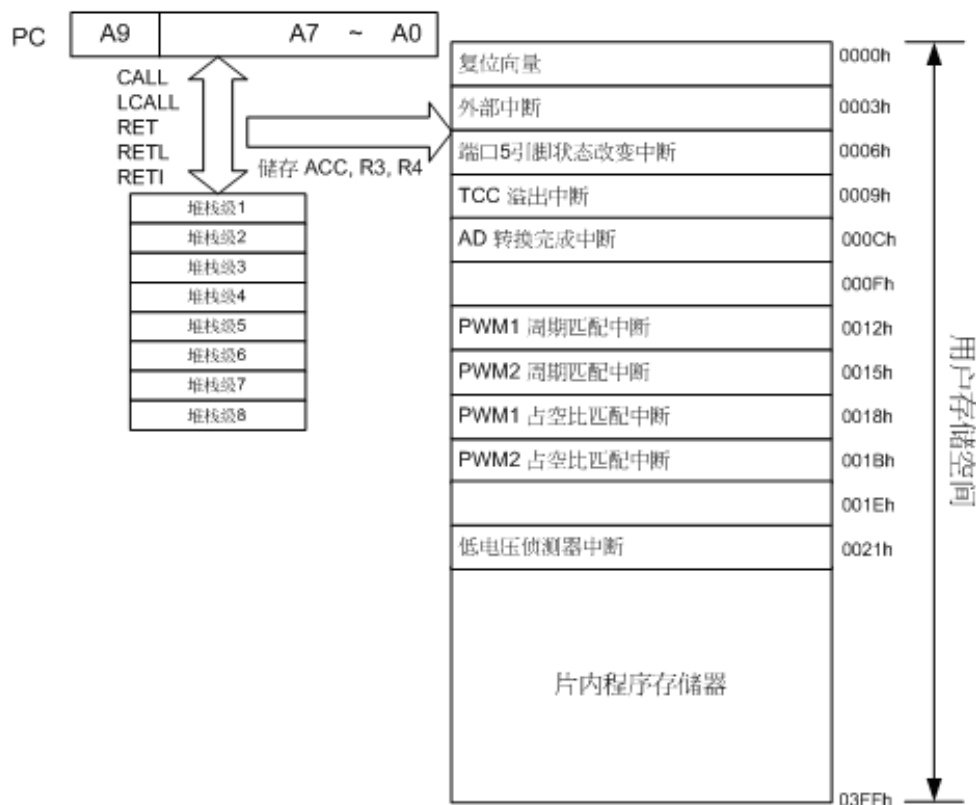 PC
A9
A7 ~ A0
CALL
LCALL
RET
RETL
RETI
储存 ACC, R3, R4
堆栈级1
堆栈级2
堆栈级3
堆栈级4
堆栈级5
堆栈级6
堆栈级7
堆栈级8
复位向量 0000h
外部中断 0003h
端口5引脚状态改变中断 0006h
TCC 溢出中断 0009h
AD 转换完成中断 000Ch
000Fh
PWM1 周期匹配中断 0012h
PWM2 周期匹配中断 0015h
PWM1 占空比匹配中断 0018h
PWM2 占空比匹配中断 001Bh
001Eh
低电压侦测器中断 0021h
片内程序存储器
03FFh
用户存储空间